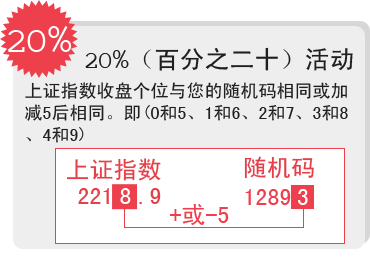 20%
20%（百分之二十）活动
上证指数收盘个位与您的随机码相同或加
减5后相同。即(0和5、1和6、2和7、3和8
、4和9)
上证指数 随机码
2218.9 12893
+或-5